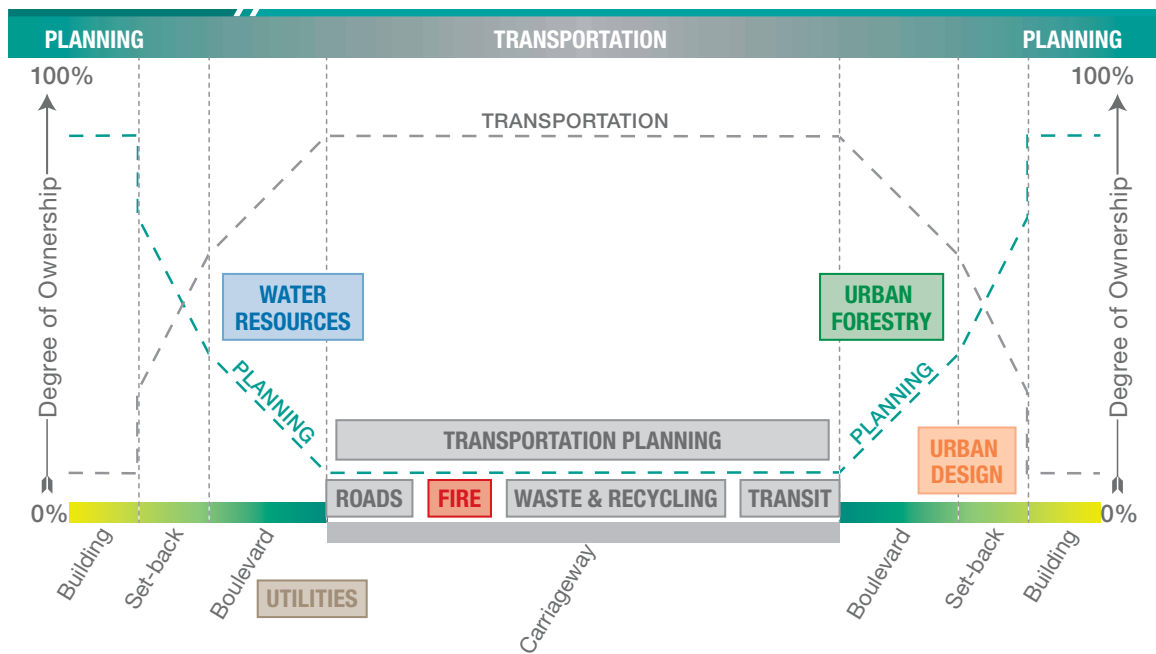 PLANNING
TRANSPORTATION
PLANNING
100%
100%
TRANSPORTATION
Degree of Ownership
Degree of Ownership
WATER
RESOURCES
URBAN
FORESTRY
PLANNING
PLANNING
TRANSPORTATION PLANNING
URBAN
DESIGN
ROADS
FIRE
WASTE & RECYCLING
TRANSIT
0%
0%
Building
Set-back
Boulevard
Carriageway
Boulevard
Set-back
Building
UTILITIES